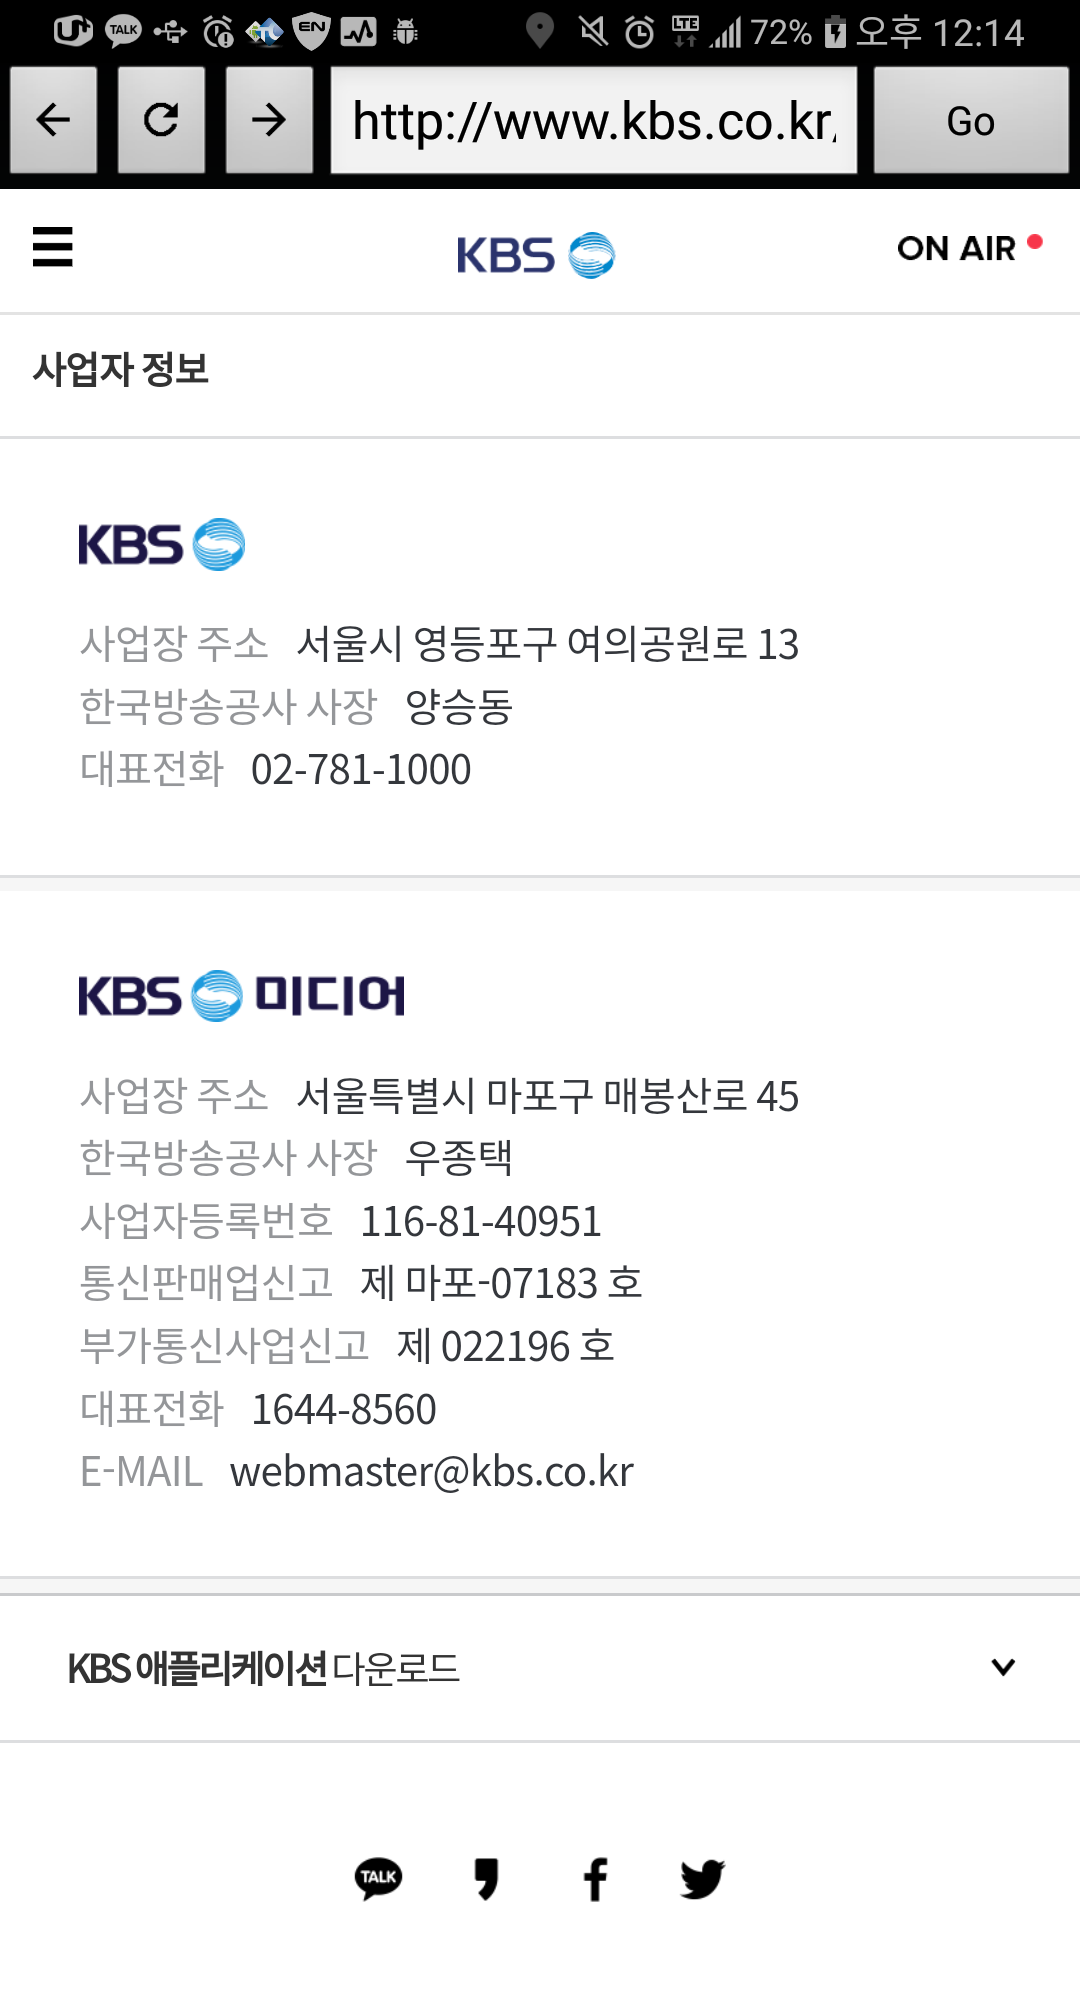 TALK EN LTE 72% 오후 12:14
http://www.kbs.co.kr/ Go
KBS ON AIR
사업자 정보
KBS
사업장 주소 서울시 영등포구 여의공원로 13
한국방송공사 사장 양승동
대표전화 02-781-1000
KBS 미디어
사업장 주소 서울특별시 마포구 매봉산로 45
한국방송공사 사장 우종택
사업자등록번호 116-81-40951
통신판매업신고 제 마포-07183 호
부가통신사업신고 제 022196 호
대표전화 1644-8560
E-MAIL webmaster@kbs.co.kr
KBS 애플리케이션 다운로드
TALK